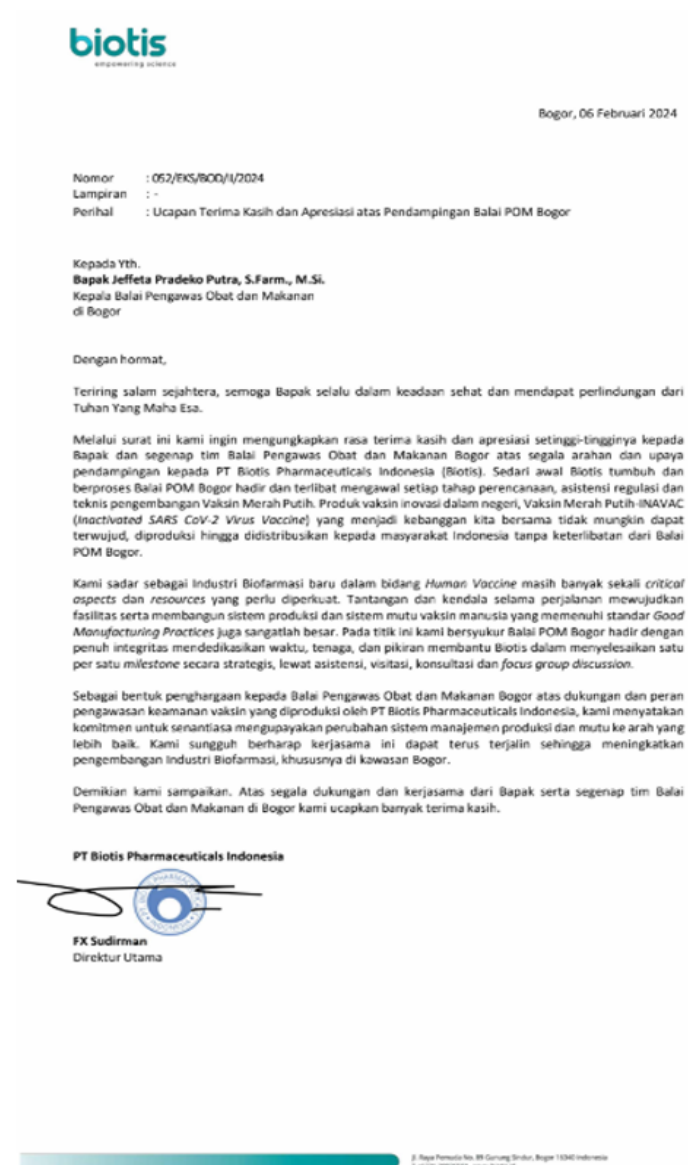 biotis
empowering science
Bogor, 06 Februari 2024
Nomor : 052/EKS/BOD/II/2024
Lampiran : -
Perihal : Ucapan Terima Kasih dan Apresiasi atas Pendampingan Balai POM Bogor
Kepada Yth.
Bapak Jeffeta Pradeko Putra, S.Farm., M.Si.
Kepala Balai Pengawas Obat dan Makanan
di Bogor
Dengan hormat,
Teriring salam sejahtera, semoga Bapak selalu dalam keadaan sehat dan mendapat perlindungan dari
Tuhan Yang Maha Esa.
Melalui surat ini kami ingin mengungkapkan rasa terima kasih dan apresiasi setinggi-tingginya kepada
Bapak dan segenap tim Balai Pengawas Obat dan Makanan Bogor atas segala arahan dan upaya
pendampingan kepada PT Biotis Pharmaceuticals Indonesia (Biotis). Sedari awal Biotis tumbuh dan
berproses Balai POM Bogor hadir dan terlibat mengawal setiap tahap perencanaan, asistensi regulasi dan
teknis pengembangan Vaksin Merah Putih. Produk vaksin inovasi dalam negeri, Vaksin Merah Putih-INAVAC
(Inactivated SARS CoV-2 Virus Vaccine) yang menjadi kebanggan kita bersama tidak mungkin dapat
terwujud, diproduksi hingga didistribusikan kepada masyarakat Indonesia tanpa keterlibatan dari Balai
POM Bogor.
Kami sadar sebagai Industri Biofarmasi baru dalam bidang Human Vaccine masih banyak sekali critical
aspects dan resources yang perlu diperkuat. Tantangan dan kendala selama perjalanan mewujudkan
fasilitas serta membangun sistem produksi dan sistem mutu vaksin manusia yang memenuhi standar Good
Manufacturing Practices juga sangatlah besar. Pada titik ini kami bersyukur Balai POM Bogor hadir dengan
penuh integritas mendedikasikan waktu, tenaga, dan pikiran membantu Biotis dalam menyelesaikan satu
per satu milestone secara strategis, lewat asistensi, visitasi, konsultasi dan focus group discussion.
Sebagai bentuk penghargaan kepada Balai Pengawas Obat dan Makanan Bogor atas dukungan dan peran
pengawasan keamanan vaksin yang diproduksi oleh PT Biotis Pharmaceuticals Indonesia, kami menyatakan
komitmen untuk senantiasa mengupayakan perubahan sistem manajemen produksi dan mutu ke arah yang
lebih baik. Kami sungguh berharap kerjasama ini dapat terus terjalin sehingga meningkatkan
pengembangan Industri Biofarmasi, khususnya di kawasan Bogor.
Demikian kami sampaikan. Atas segala dukungan dan kerjasama dari Bapak serta segenap tim Balai
Pengawas Obat dan Makanan di Bogor kami ucapkan banyak terima kasih.
PT Biotis Pharmaceuticals Indonesia
FX Sudirman
Direktur Utama
Jl. Raya Pemuda No. 89 Gunung Sindur, Bogor 16340 Indonesia